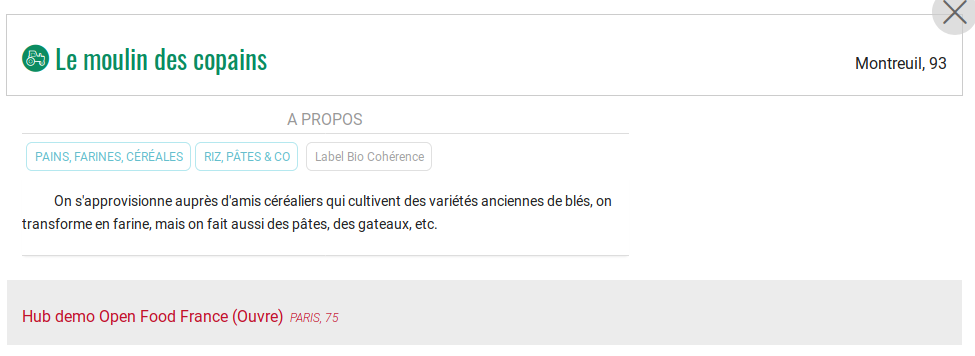 Le moulin des copains
Montreuil, 93
A PROPOS
PAINS, FARINES, CÉRÉALES RIZ, PÂTES & CO Label Bio Cohérence
On s'approvisionne auprès d'amis céréaliers qui cultivent des variétés anciennes de blés, on
transforme en farine, mais on fait aussi des pâtes, des gateaux, etc.
Hub demo Open Food France (Ouvre) PARIS, 75